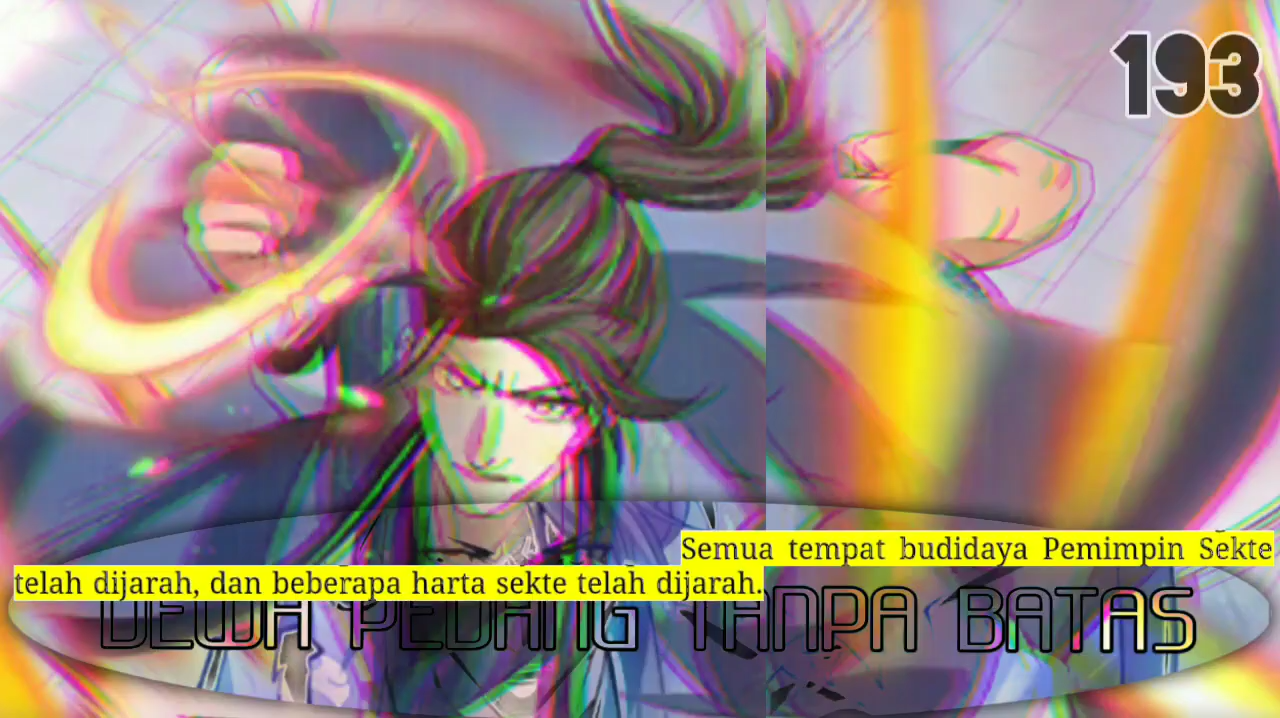 193
Semua tempat budidaya Pemimpin Sekte
telah dijarah, dan beberapa harta sekte telah dijarah.
DEWA PEDANG TANPA BATAS